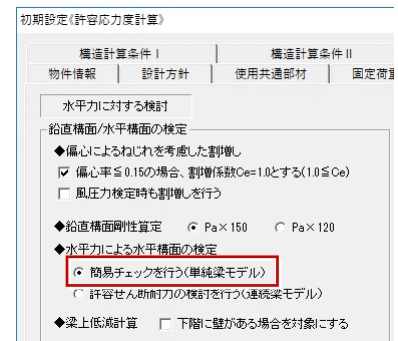 初期設定《許容応力度計算》
構造計算条件Ⅰ 構造計算条件Ⅱ
物件情報 設計方針 使用共通部材 固定荷重
水平力に対する検討
鉛直構面/水平構面の検定
◆偏心によるねじれを考慮した割増し
偏心率≦0.15の場合、割増係数Ce=1.0とする(1.0≦Ce)
風圧力検定時も割増しを行う
◆鉛直構面剛性算定 Pa×150 Pa×120
◆水平力による水平構面の検定
簡易チェックを行う(単純梁モデル)
許容せん断耐力の検討を行う(連続梁モデル)
◆梁上低減計算 下階に壁がある場合を対象にする